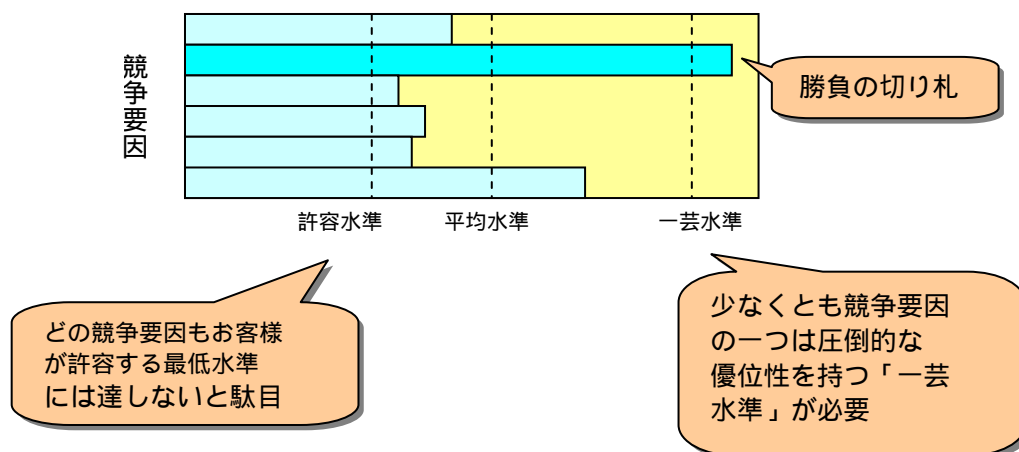 競争要因
勝負の切り札
許容水準
平均水準
一芸水準
どの競争要因もお客様
が許容する最低水準
には達しないと駄目
少なくとも競争要因
の一つは圧倒的な
優位性を持つ「一芸
水準」が必要